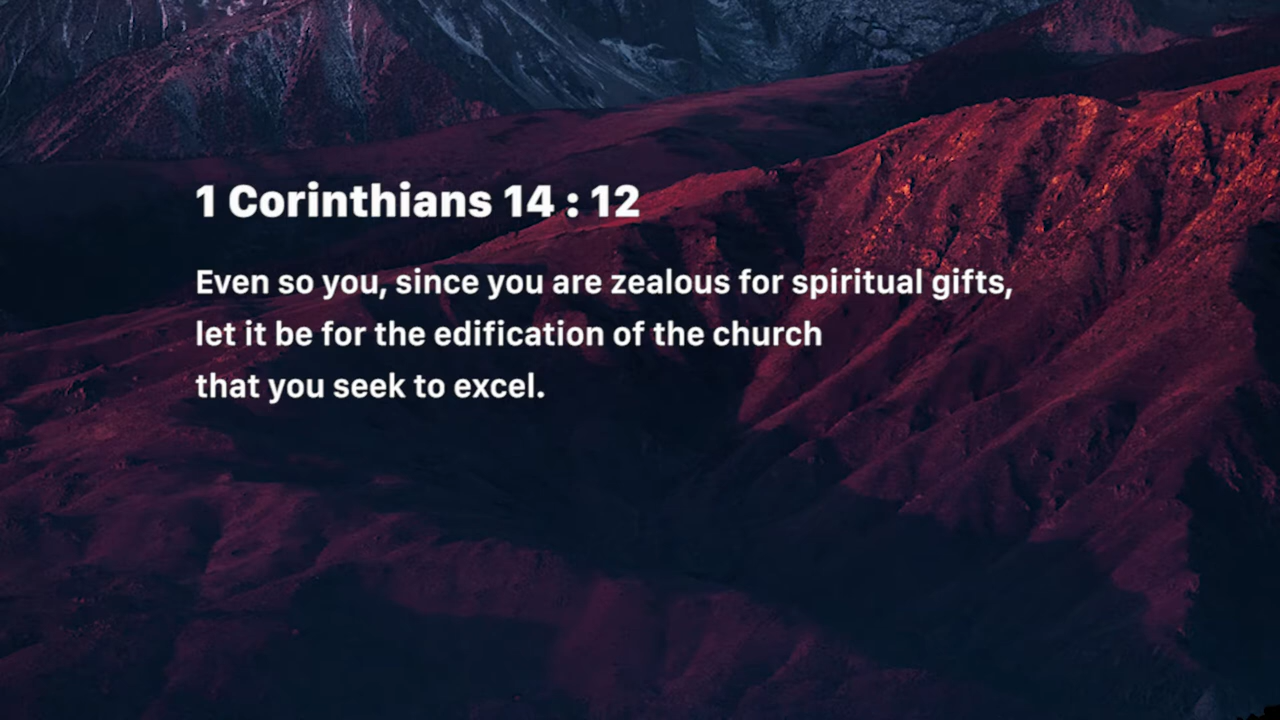 1 Corinthians 14 : 12
Even so you, since you are zealous for spiritual gifts,
let it be for the edification of the church
that you seek to excel.